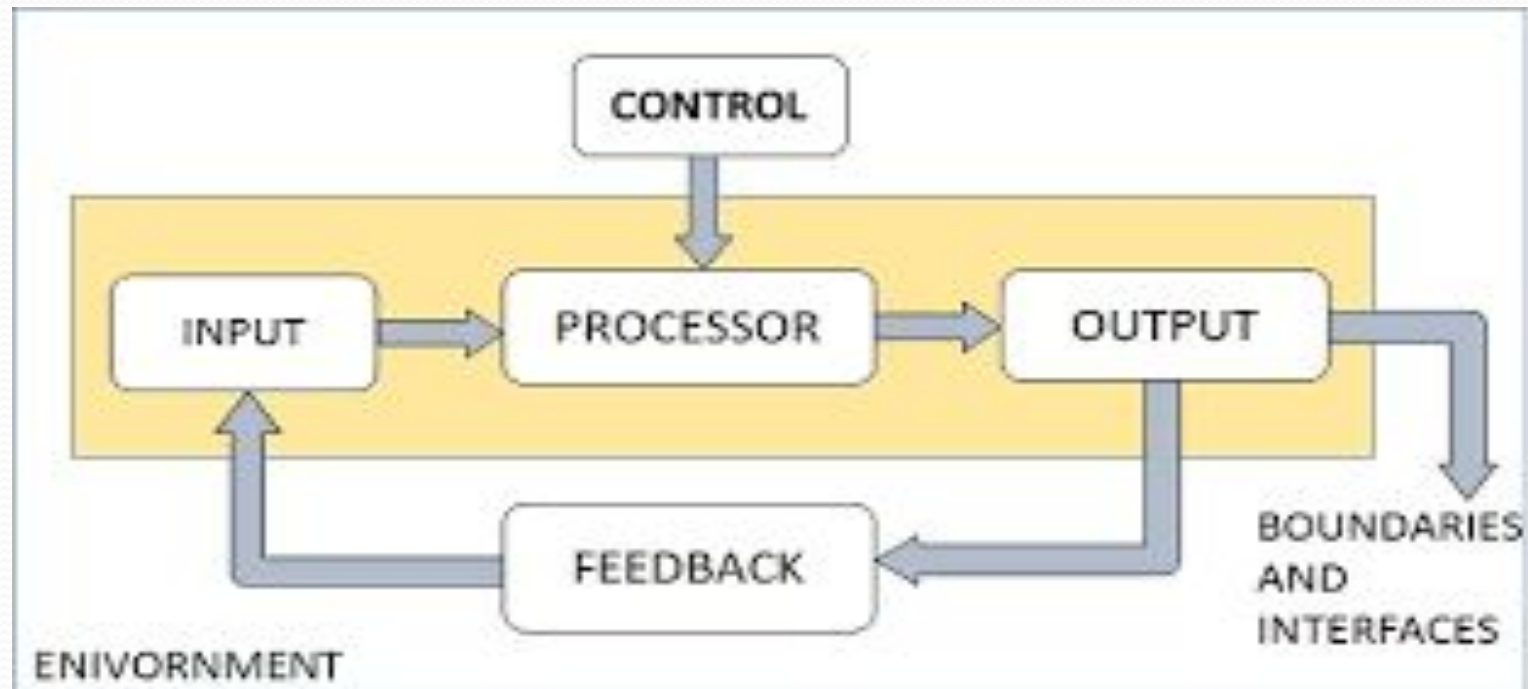 CONTROL
INPUT
PROCESSOR
OUTPUT
FEEDBACK
BOUNDARIES
AND
INTERFACES
ENIVORNMENT